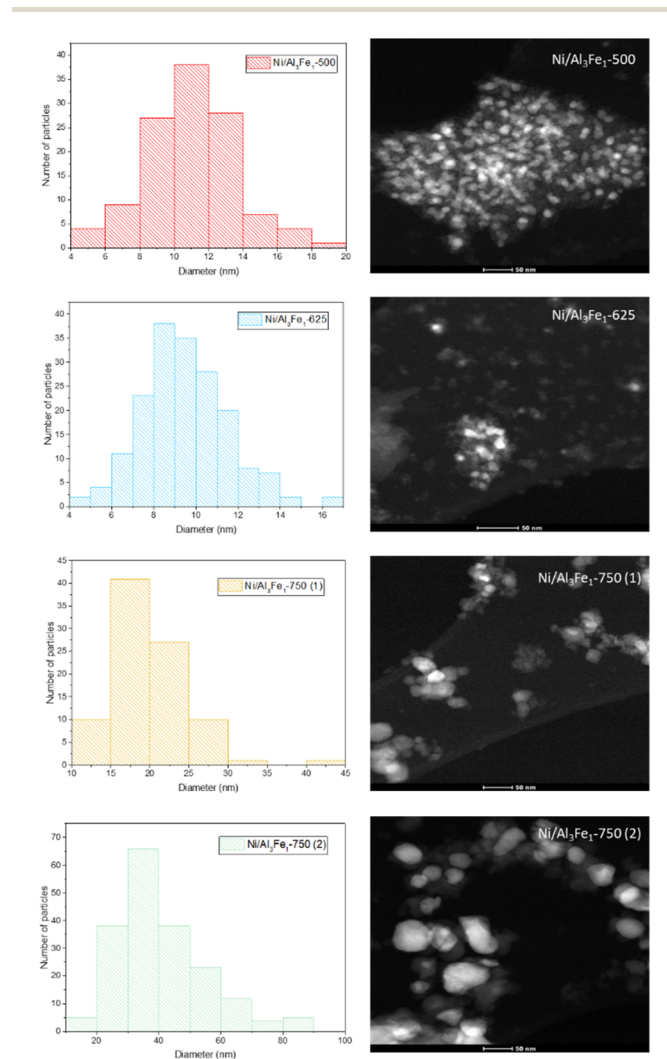 Ni/Al₃Fe₁-500
Number of particles
40
35
30
25
20
15
10
5
0
4 6 8 10 12 14 16 18 20
Diameter (nm)
Ni/Al₃Fe₁-500
50 nm
Ni/Al₃Fe₁-625
Number of particles
40
35
30
25
20
15
10
5
0
4 6 8 10 12 14 16
Diameter (nm)
Ni/Al₃Fe₁-625
50 nm
Ni/Al₃Fe₁-750 (1)
Number of particles
45
40
35
30
25
20
15
10
5
0
10 15 20 25 30 35 40 45
Diameter (nm)
Ni/Al₃Fe₁-750 (1)
50 nm
Ni/Al₃Fe₁-750 (2)
Number of particles
70
60
50
40
30
20
10
0
20 40 60 80 100
Diameter (nm)
Ni/Al₃Fe₁-750 (2)
50 nm